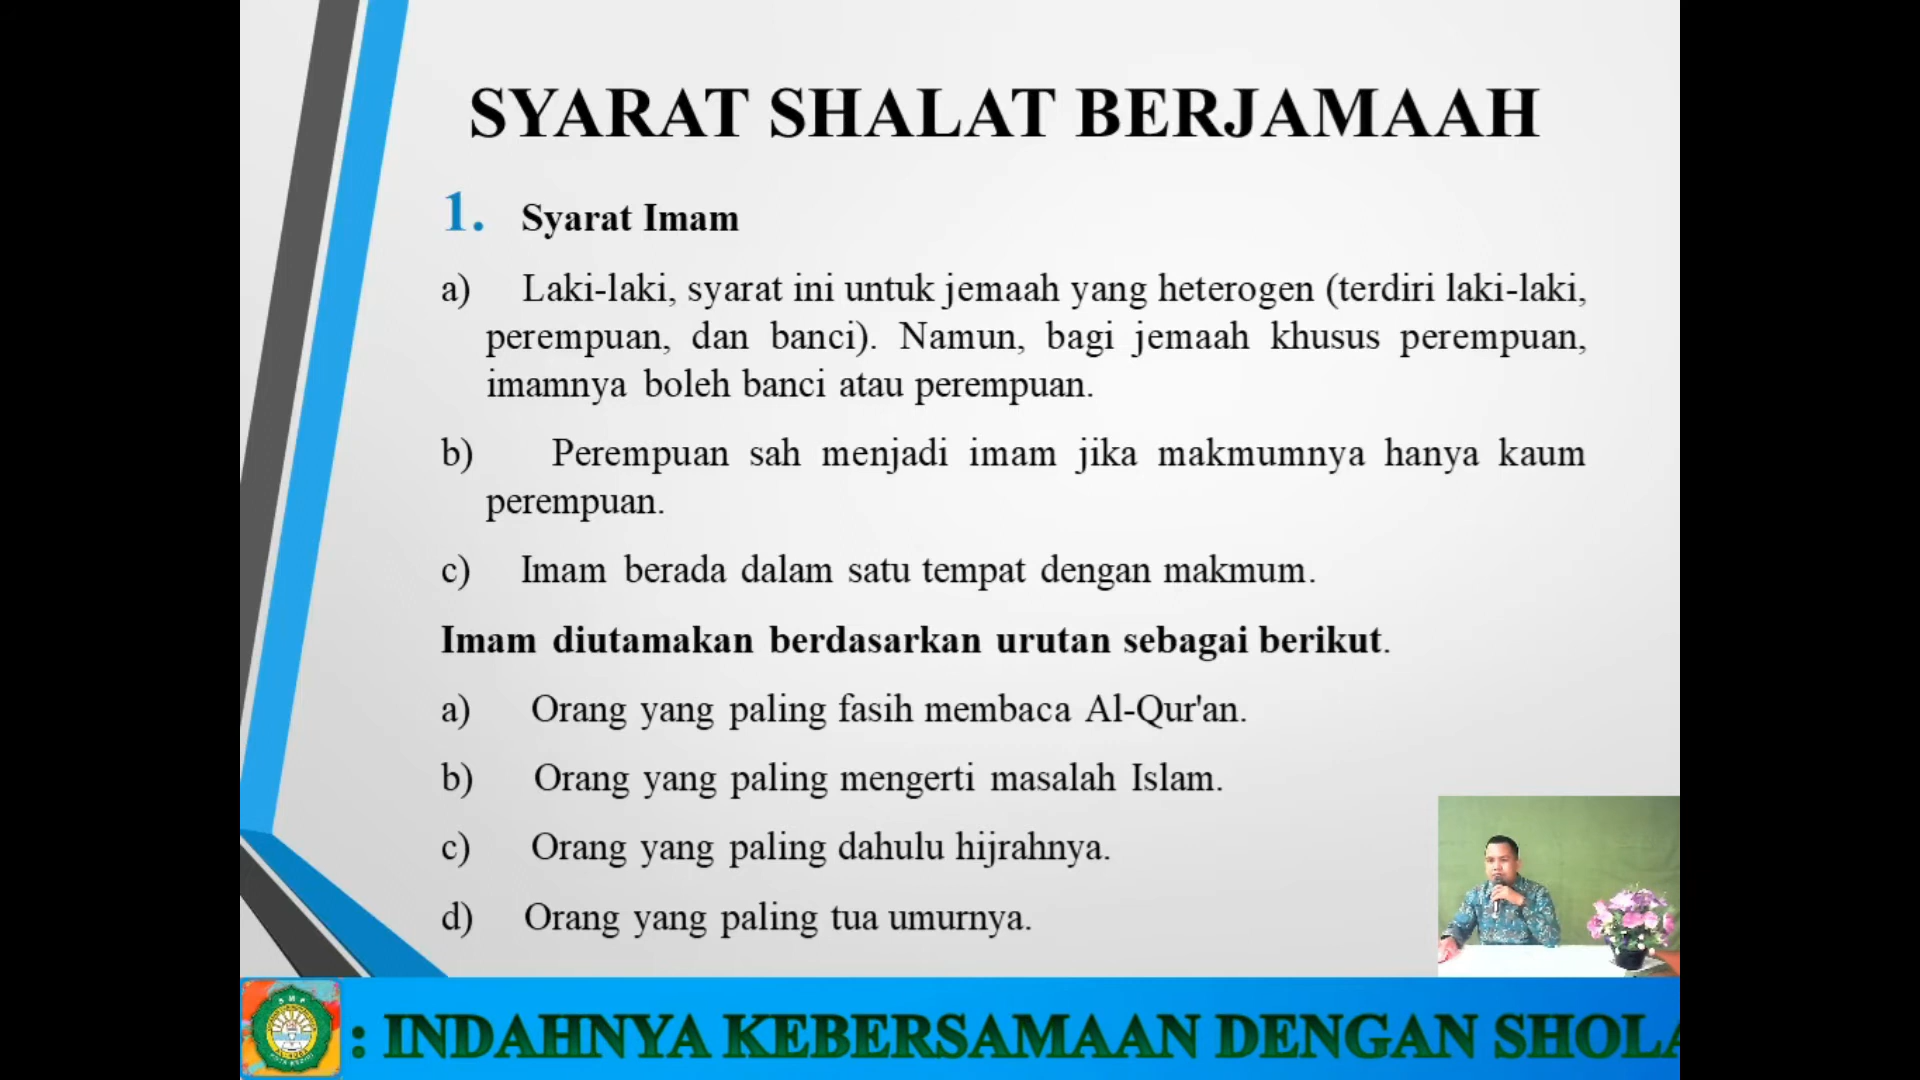 SYARAT SHALAT BERJAMAAH
1. Syarat Imam
a) Laki-laki, syarat ini untuk jemaah yang heterogen (terdiri laki-laki,
perempuan, dan banci). Namun, bagi jemaah khusus perempuan,
imamnya boleh banci atau perempuan.
b) Perempuan sah menjadi imam jika makmumnya hanya kaum
perempuan.
c) Imam berada dalam satu tempat dengan makmum.
Imam diutamakan berdasarkan urutan sebagai berikut.
a) Orang yang paling fasih membaca Al-Qur'an.
b) Orang yang paling mengerti masalah Islam.
c) Orang yang paling dahulu hijrahnya.
d) Orang yang paling tua umurnya.
: INDAHNYA KEBERSAMAAN DENGAN SHOLA